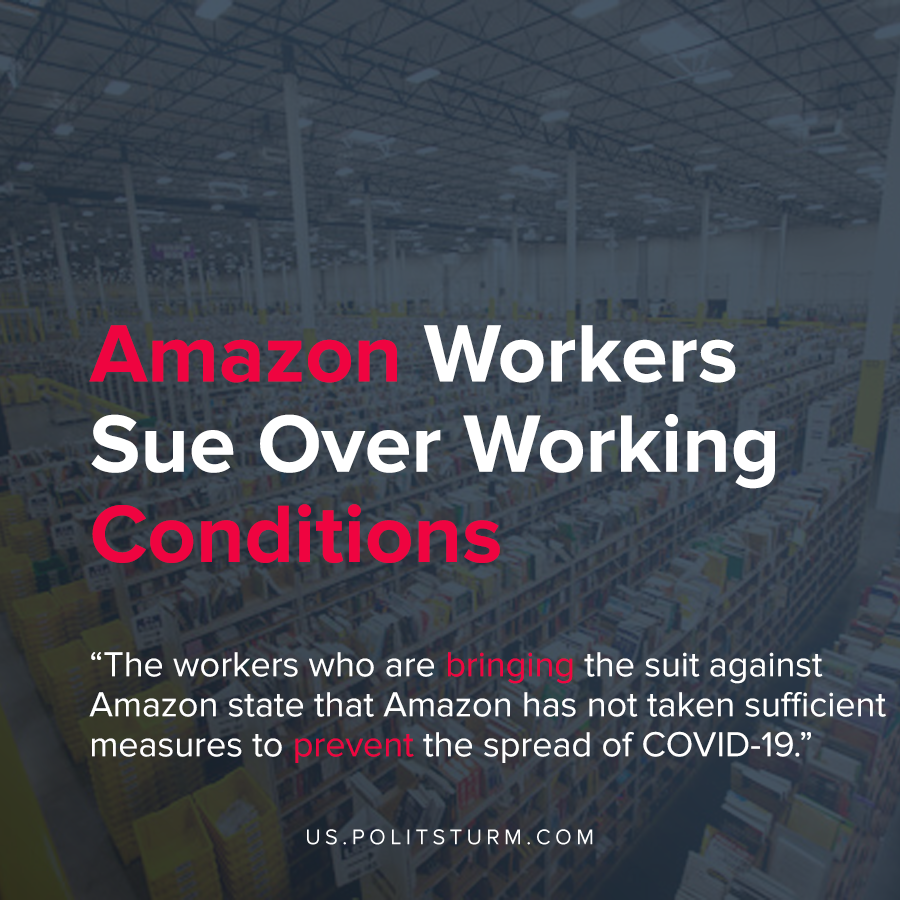 Amazon Workers
Sue Over Working
Conditions
“The workers who are bringing the suit against
Amazon state that Amazon has not taken sufficient
measures to prevent the spread of COVID-19.”
US.POLITSTURM.COM